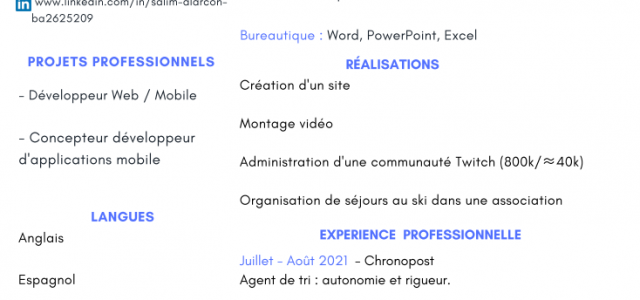 www.linkedin.com/in/salim-alarcon-
ba2625209
PROJETS PROFESSIONNELS
- Développeur Web / Mobile
- Concepteur développeur
d'applications mobile
LANGUES
Anglais
Espagnol
Bureautique : Word, PowerPoint, Excel
RÉALISATIONS
Création d'un site
Montage vidéo
Administration d'une communauté Twitch (800k/≈40k)
Organisation de séjours au ski dans une association
EXPERIENCE PROFESSIONNELLE
Juillet - Août 2021 - Chronopost
Agent de tri : autonomie et rigueur.